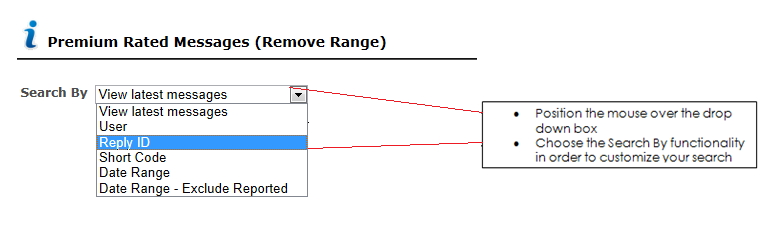 Premium Rated Messages (Remove Range)
Search By View latest messages
View latest messages
User
Reply ID
Short Code
Date Range
Date Range - Exclude Reported
• Position the mouse over the drop
down box
• Choose the Search By functionality
in order to customize your search